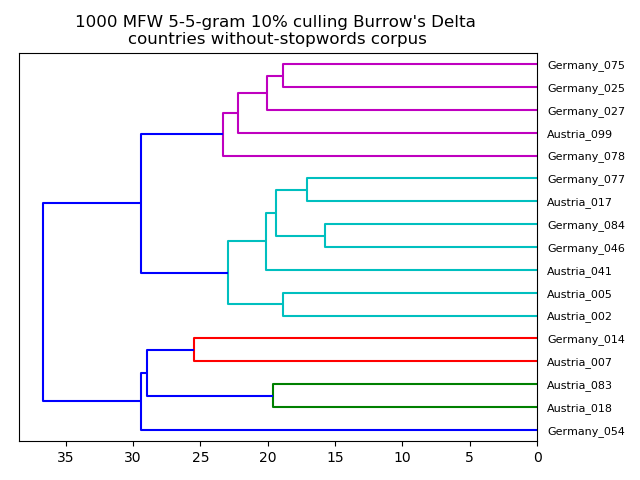 1000 MFW 5-5-gram 10% culling Burrow's Delta
countries without-stopwords corpus
Germany_075
Germany_025
Germany_027
Austria_099
Germany_078
Germany_077
Austria_017
Germany_084
Germany_046
Austria_041
Austria_005
Austria_002
Germany_014
Austria_007
Austria_083
Austria_018
Germany_054
35 30 25 20 15 10 5 0